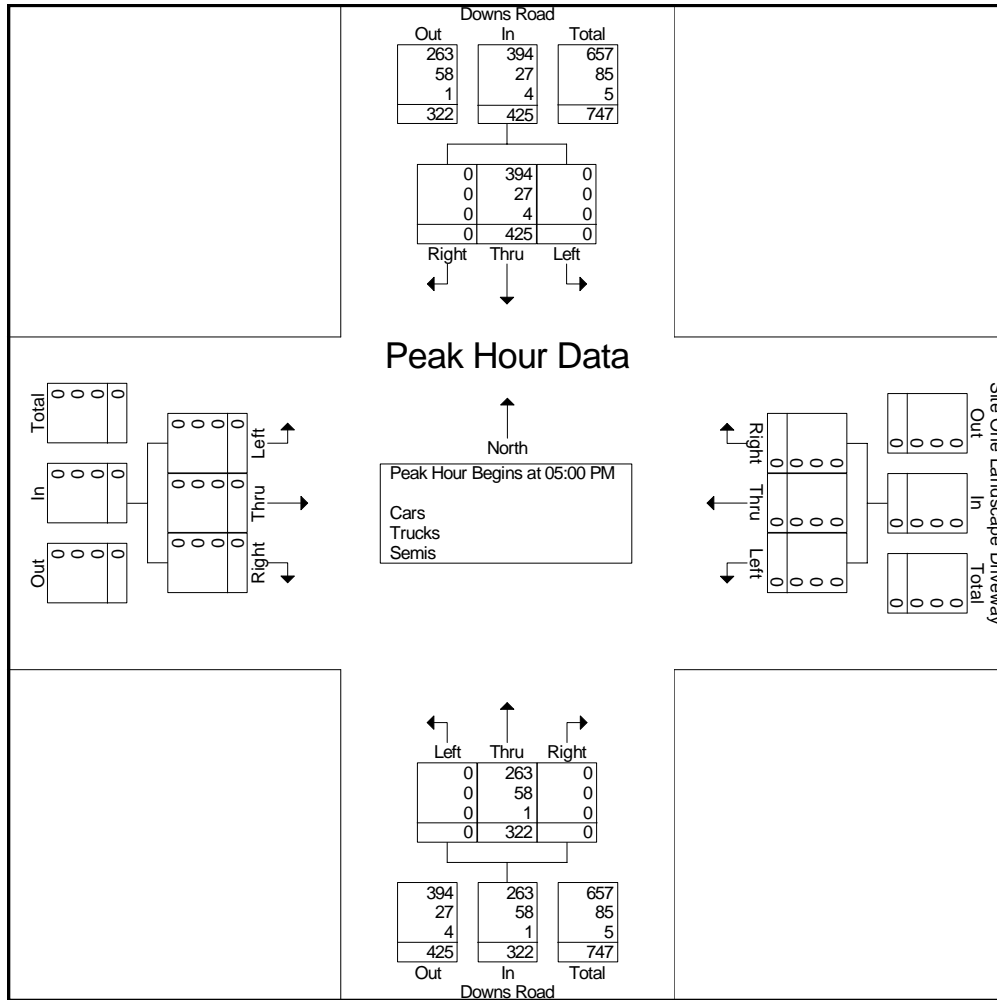 Downs Road
Out In Total
263 394 657
58 27 85
1 4 5
322 425 747
0 394 0
0 27 0
0 4 0
0 425 0
Right Thru Left
Peak Hour Data
North
Peak Hour Begins at 05:00 PM
Cars
Trucks
Semis
Total
0 0 0 0
In
0 0 0 0
Out
0 0 0 0
Left
0 0 0 0
Thru
0 0 0 0
Right
0 0 0 0
Right
0 0 0 0
Thru
0 0 0 0
Left
0 0 0 0
Site One Landscape Driveway
Out
0 0 0 0
In
0 0 0 0
Total
0 0 0 0
Left Thru Right
0 263 0
0 58 0
0 1 0
0 322 0
394 263 657
27 58 85
4 1 5
425 322 747
Out In Total
Downs Road